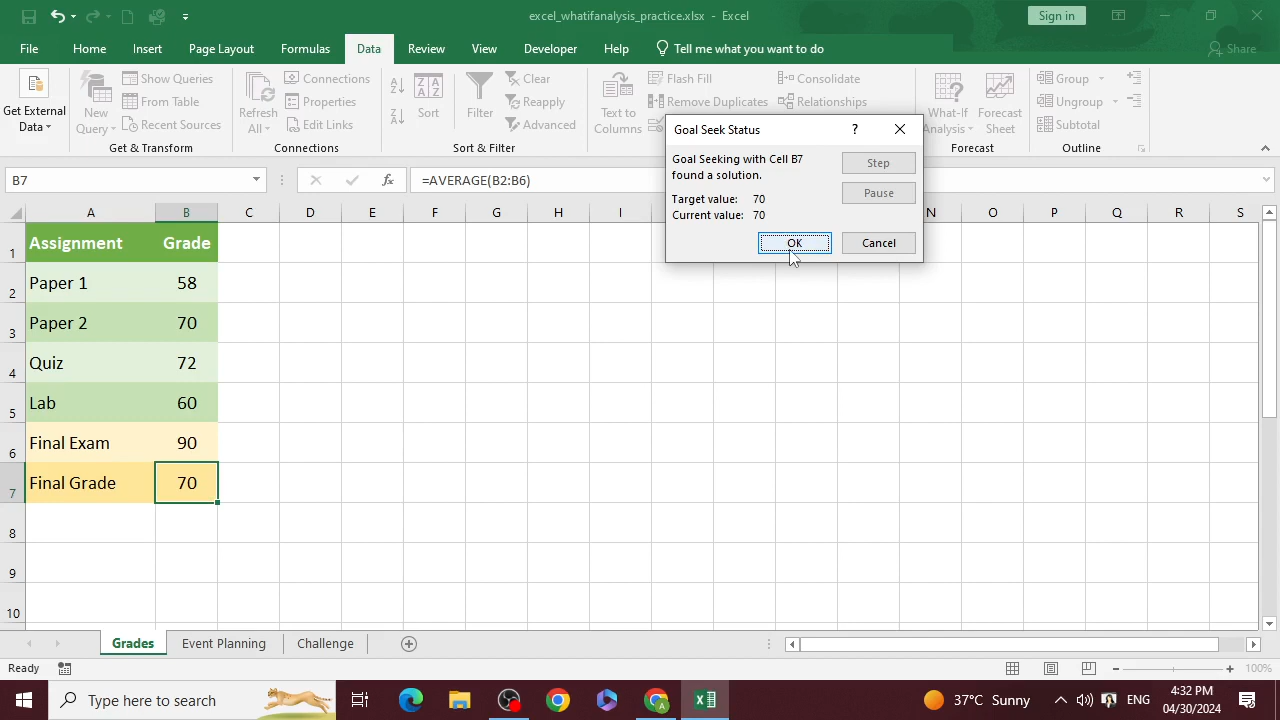 excel_whatifanalysis_practice.xlsx - Excel
Sign in
File Home Insert Page Layout Formulas Data Review View Developer Help Tell me what you want to do Share
Get External Data
New Query
Show Queries
From Table
Recent Sources
Get & Transform
Refresh All
Connections
Properties
Edit Links
Connections
Sort
Filter
Clear
Reapply
Advanced
Sort & Filter
Text to Columns
Flash Fill
Remove Duplicates
Consolidate
Relationships
What-If Analysis
Forecast Sheet
Forecast
Group
Ungroup
Subtotal
Outline
Goal Seek Status ?
Goal Seeking with Cell B7
found a solution.
Target value: 70
Current value: 70
Step
Pause
OK
Cancel
B7
fx
=AVERAGE(B2:B6)
A B C D E F G H I N O P Q R S
1 Assignment Grade
2 Paper 1 58
3 Paper 2 70
4 Quiz 72
5 Lab 60
6 Final Exam 90
7 Final Grade 70
8
9
10
Grades Event Planning Challenge
Ready
100%
Type here to search
37°C Sunny
ENG
4:32 PM
04/30/2024